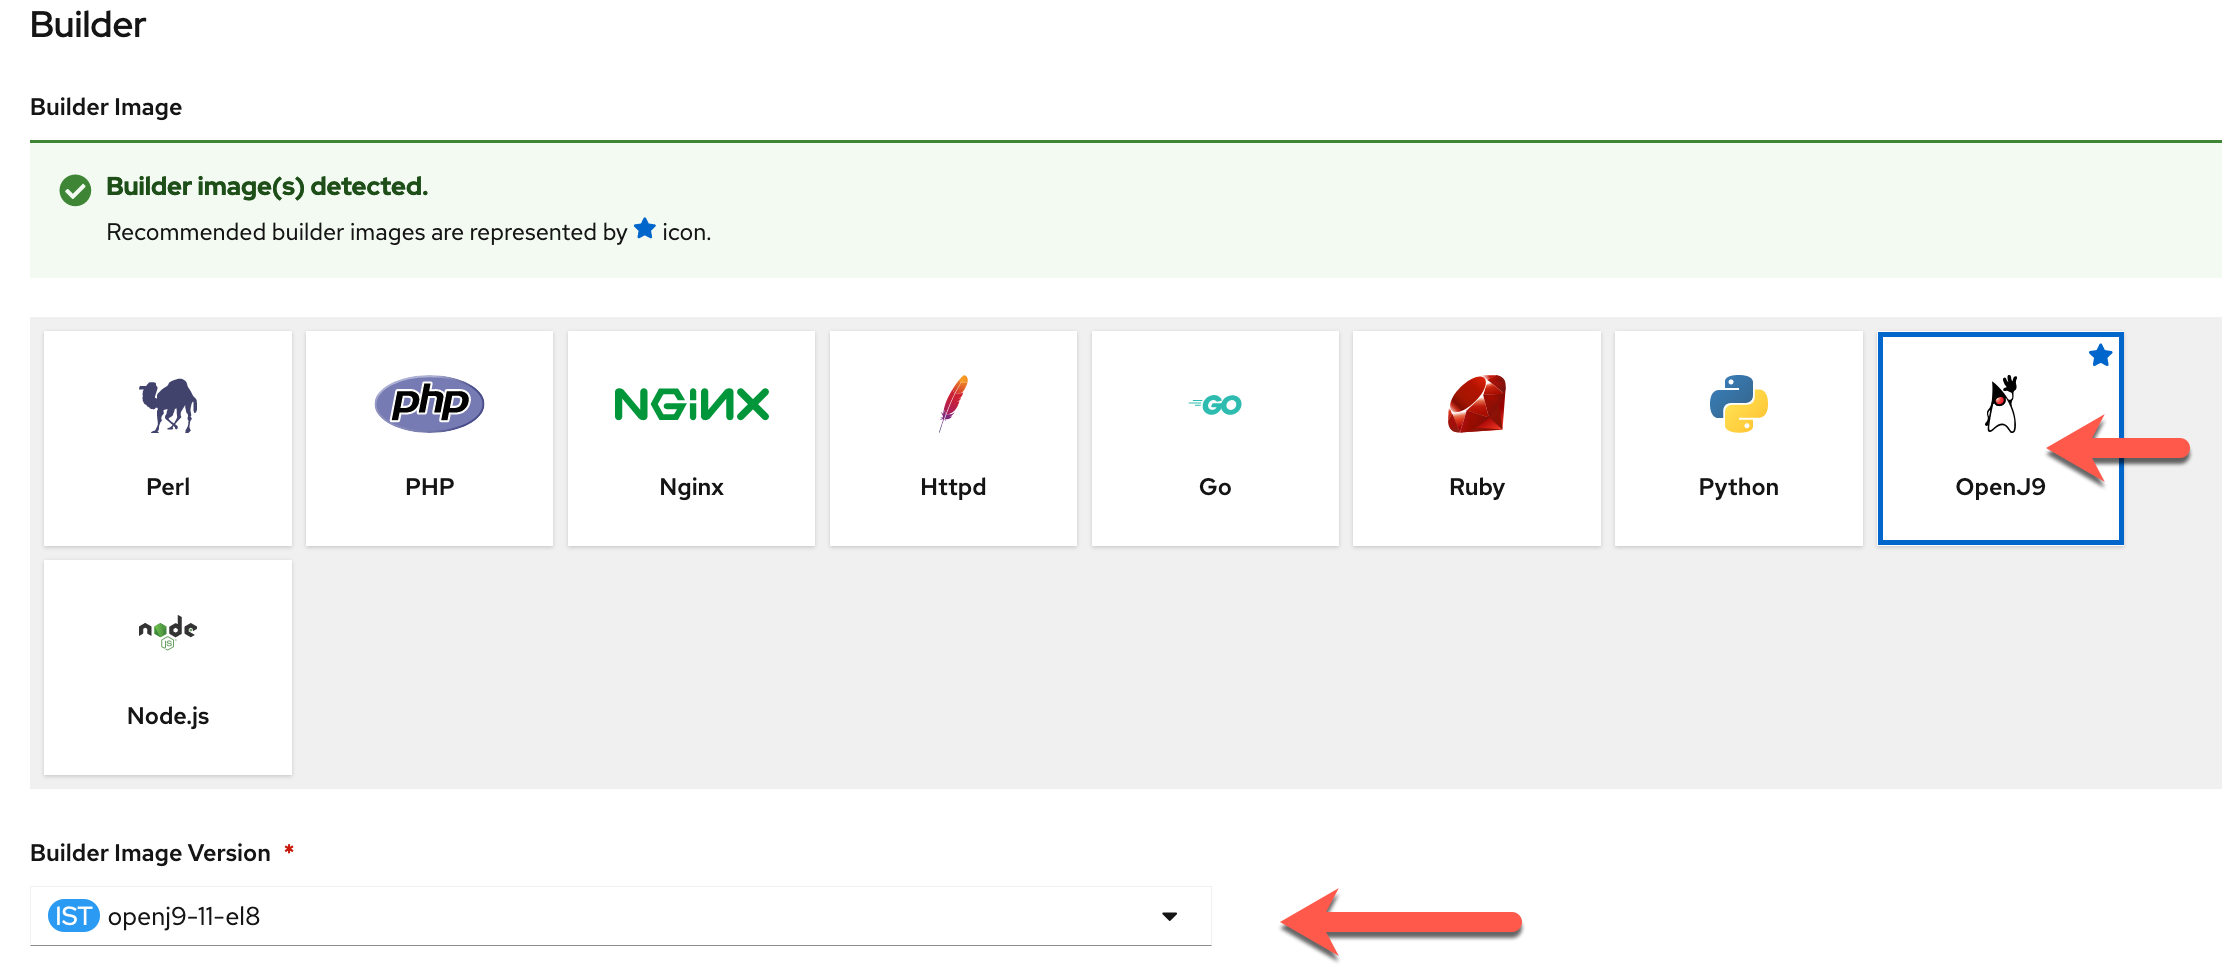 Builder
Builder Image
Builder image(s) detected.
Recommended builder images are represented by icon.
php NGINX GO
Perl PHP Nginx Httpd Go Ruby Python OpenJ9
node
JS
Node.js
Builder Image Version *
IST openj9-11-el8